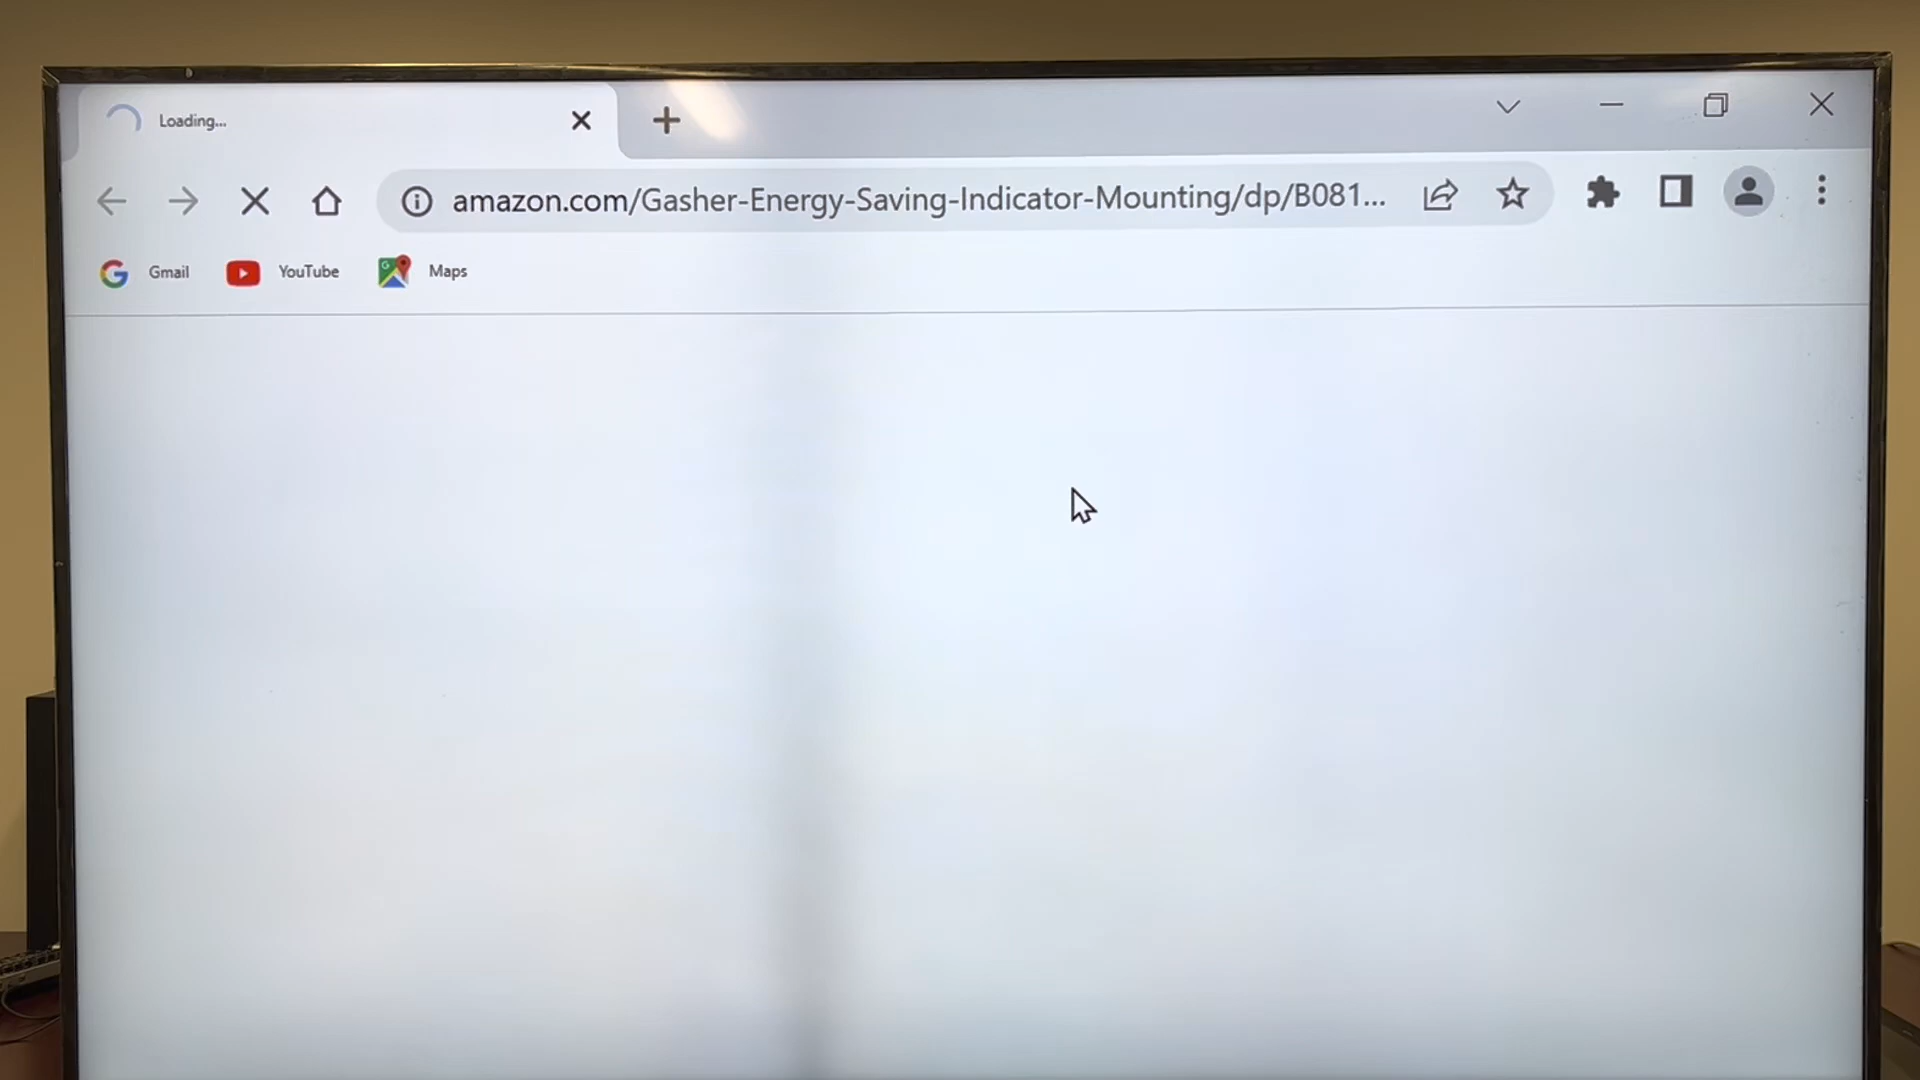 Loading...
amazon.com/Gasher-Energy-Saving-Indicator-Mounting/dp/B081...
Gmail YouTube Maps